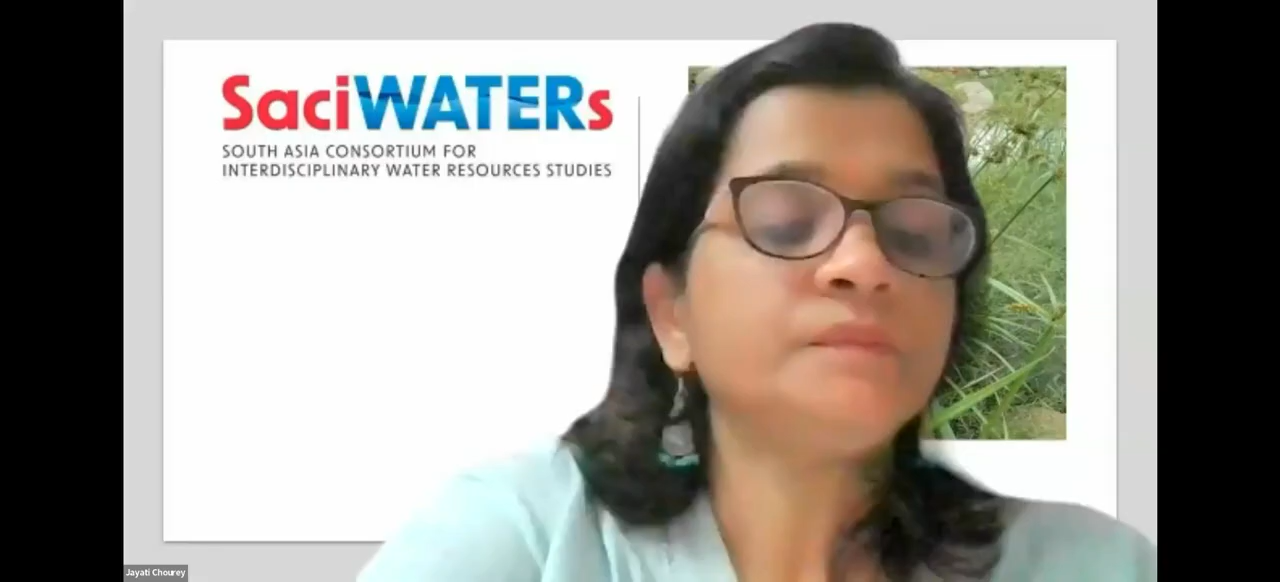 SaciWATERs
SOUTH ASIA CONSORTIUM FOR
INTERDISCIPLINARY WATER RESOURCES STUDIES
Jayati Chourey